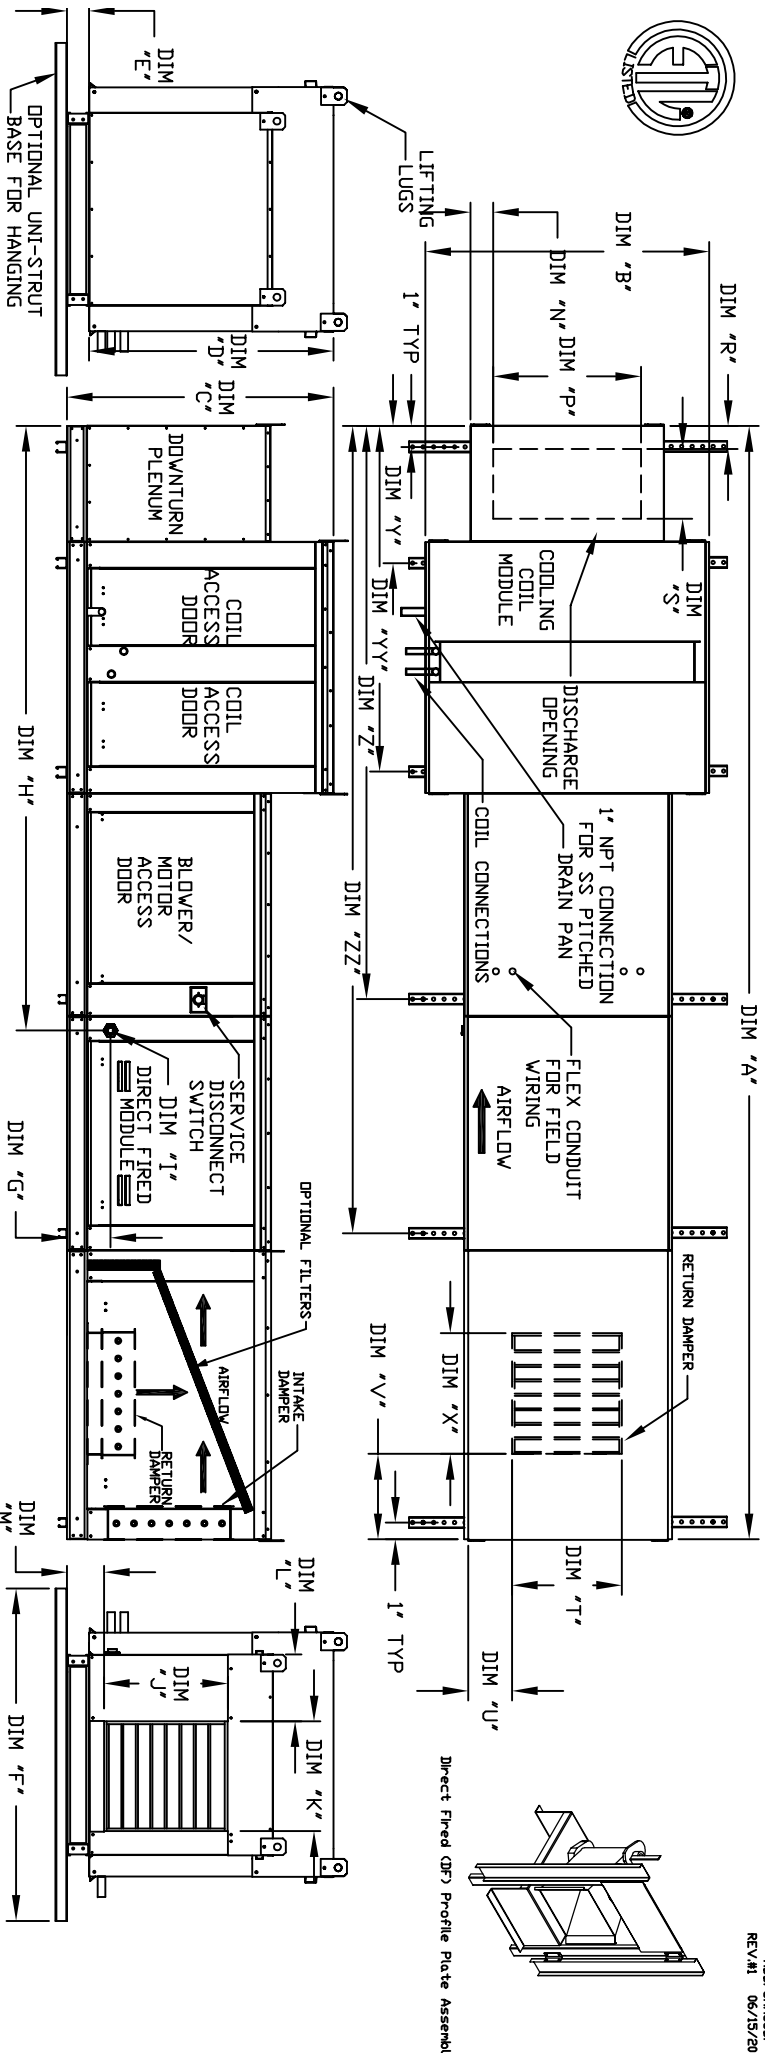 REV.#1 06/15/20
LISTED
DIM "A"
DIM "R"
DIM "B"
DIM "N"
DIM "P"
1" TYP
DIM "S"
DIM "Y"
DIM "YY"
DIM "Z"
DIM "ZZ"
COOLING
COIL
MODULE
DISCHARGE
OPENING
1" NPT CONNECTION
FOR SS PITCHED
DRAIN PAN
COIL CONNECTIONS
FLEX CONDUIT
FOR FIELD
WIRING
AIRFLOW
RETURN DAMPER
DIM "X"
DIM "V"
DIM "T"
DIM "U"
1" TYP
LIFTING
LUGS
DIM
"E"
DIM
"D"
DIM
"C"
OPTIONAL UNI-STRUT
BASE FOR HANGING
DOWNTURN
PLENUM
COIL
ACCESS
DOOR
COIL
ACCESS
DOOR
BLOWER/
MOTOR
ACCESS
DOOR
SERVICE
DISCONNECT
SWITCH
DIM "I"
DIRECT FIRED
MODULE
OPTIONAL FILTERS
INTAKE
DAMPER
AIRFLOW
RETURN
DAMPER
DIM "H"
DIM "G"
DIM
"M"
DIM
"L"
DIM
"J"
DIM "K"
DIM "F"
Direct Fired (DF) Profile Plate Assembl